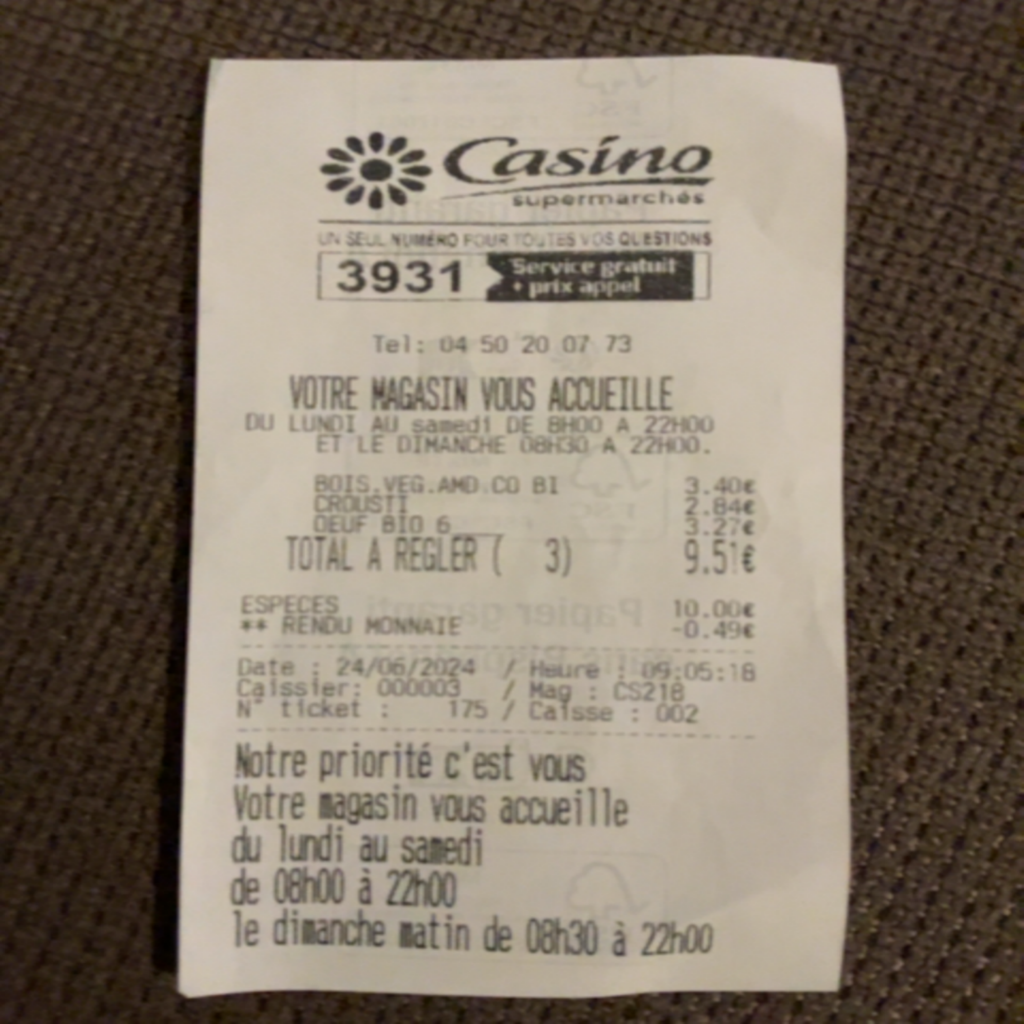 Casino
supermarchés
UN SEUL NUMÉRO POUR TOUTES VOS QUESTIONS
3931 Service gratuit + prix appel
Tel: 04 50 20 07 73
VOTRE MAGASIN VOUS ACCUEILLE
DU LUNDI AU samedi DE 8H00 A 22H00
ET LE DIMANCHE 08H30 A 22H00.
BOIS.VEG.AMD.CO BI 3.40€
CROUSTI 2.84€
OEUF BIO 6 3.27€
TOTAL A REGLER ( 3) 9.51€
ESPECES 10.00€
** RENDU MONNAIE -0.49€
Date : 24/06/2024 / Heure : 09:05:18
Caissier: 000003 / Mag : CS218
N° ticket : 175 / Caisse : 002
Notre priorité c'est vous
Votre magasin vous accueille
du lundi au samedi
de 08h00 à 22h00
le dimanche matin de 08h30 à 22h00
Papier garanti